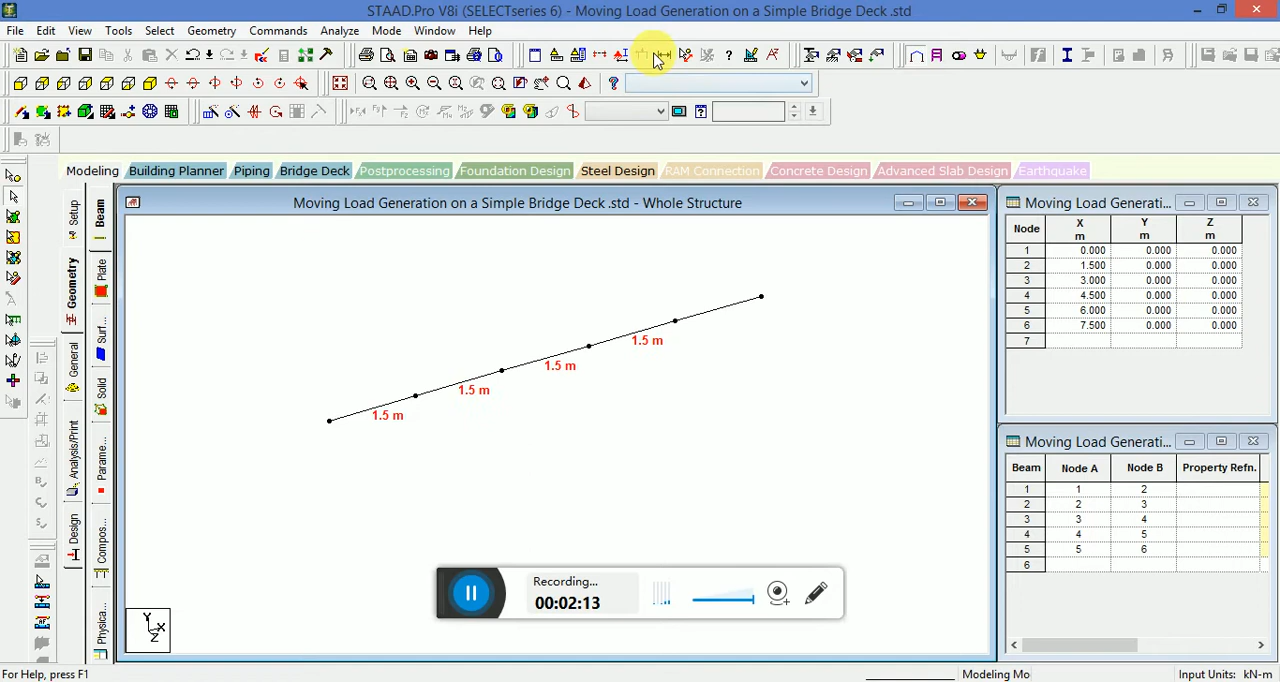 STAAD.Pro V8i (SELECTseries 6) - Moving Load Generation on a Simple Bridge Deck .std
File Edit View Tools Select Geometry Commands Analyze Mode Window Help
Modeling Building Planner Piping Bridge Deck Postprocessing Foundation Design Steel Design RAM Connection Concrete Design Advanced Slab Design Earthquake
Setup
Geometry
General
Analysis/Print
Design
Beam
Plate
Surf...
Solid
Parame...
Compos...
Physica...
Moving Load Generation on a Simple Bridge Deck .std - Whole Structure
1.5 m
1.5 m
1.5 m
1.5 m
Y
X
Z
Recording...
00:02:13
Moving Load Generati...
Node X m Y m Z m
1 0.000 0.000 0.000
2 1.500 0.000 0.000
3 3.000 0.000 0.000
4 4.500 0.000 0.000
5 6.000 0.000 0.000
6 7.500 0.000 0.000
7
Moving Load Generati...
Beam Node A Node B Property Refn.
1 1 2
2 2 3
3 3 4
4 4 5
5 5 6
6
For Help, press F1
Modeling Mo
Input Units: kN-m